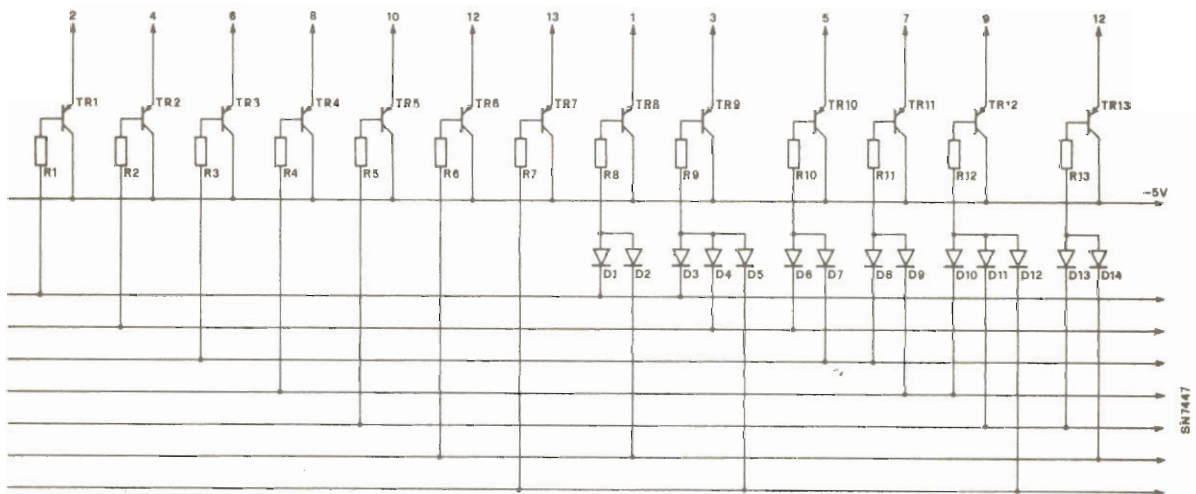 2 4 6 8 10 12 13 1 3 5 7 9 12
TR1 TR2 TR3 TR4 TR5 TR6 TR7 TR8 TR9 TR10 TR11 TR12 TR13
R1 R2 R3 R4 R5 R6 R7 R8 R9 R10 R11 R12 R13
-5V
D1 D2 D3 D4 D5 D6 D7 D8 D9 D10 D11 D12 D13 D14
SN7447